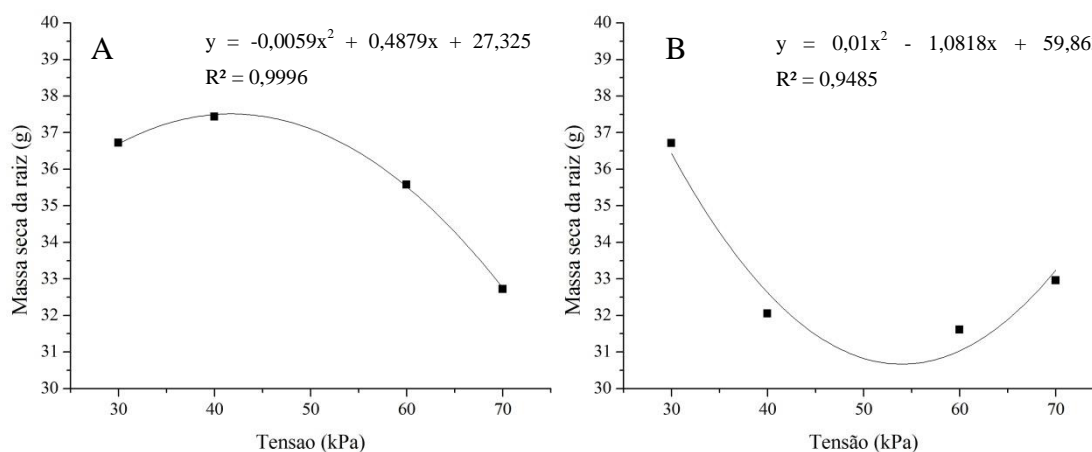 A
y = -0,0059x² + 0,4879x + 27,325
R² = 0,9996
Massa seca da raiz (g)
40
39
38
37
36
35
34
33
32
31
30
30 40 50 60 70
Tensao (kPa)
B
y = 0,01x² - 1,0818x + 59,86
R² = 0,9485
Massa seca da raiz (g)
40
39
38
37
36
35
34
33
32
31
30
30 40 50 60 70
Tensão (kPa)